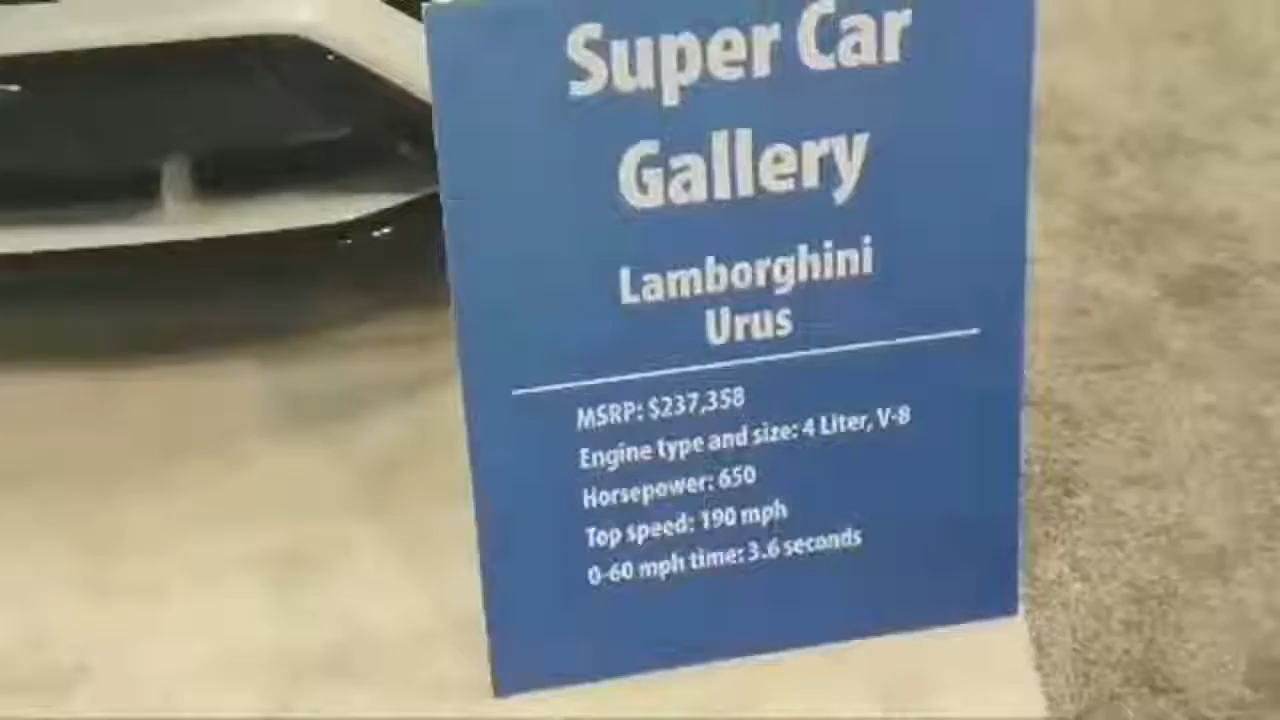 Super Car
Gallery
Lamborghini
Urus
MSRP: $237,358
Engine type and size: 4 Liter, V-8
Horsepower: 650
Top speed: 190 mph
0-60 mph time: 3.6 seconds